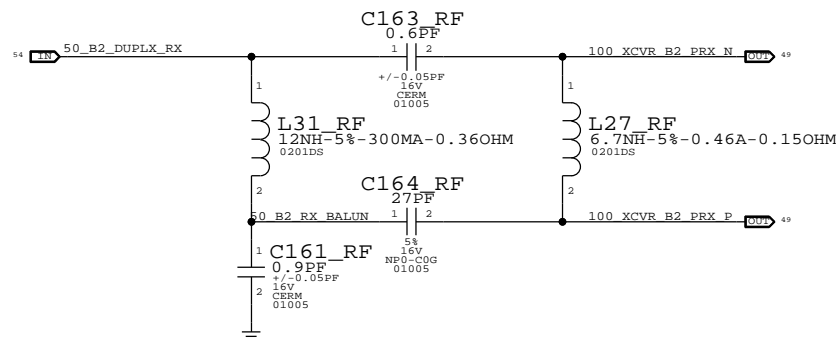 C163_RF
0.6PF
54 IN 50_B2_DUPLX_RX
1 2
100_XCVR_B2_PRX_N OUT 49
+/-0.05PF
16V
CERM
01005
1
L31_RF
12NH-5%-300MA-0.36OHM
0201DS
2
1
L27_RF
6.7NH-5%-0.46A-0.15OHM
0201DS
2
C164_RF
27PF
50_B2_RX_BALUN
1 2
100_XCVR_B2_PRX_P OUT 49
5%
16V
NP0-C0G
01005
1
C161_RF
0.9PF
+/-0.05PF
16V
CERM
01005
2